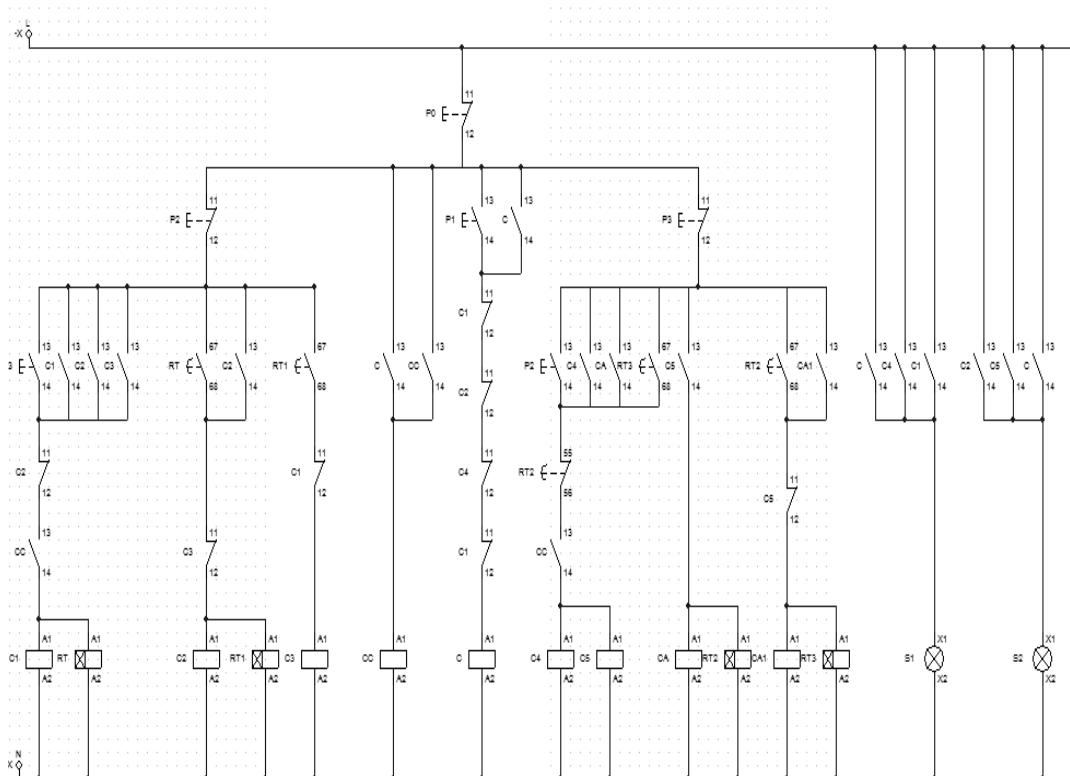 L
-X
11
P0
12
11 13 13 11
P2 P1 C P3
12 14 14 12
11
C1
12
13 13 13 13 67 13 67 13 13 13 13 13 67 13 67 13 13 13 13 13 13 13
3 C1 C2 C3 RT C2 RT1 C CC P2 C4 CA RT3 C5 RT2 CA1 C C4 C1 C2 C5 C
14 14 14 14 68 14 68 14 14 14 14 14 68 14 68 14 14 14 14 14 14 14
11
C2
12
11 11 11 55 11
C2 C1 C4 RT2 C5
12 12 12 56 12
13 11 11 13
CC C3 C1 CC
14 12 12 14
A1 A1 A1 A1 A1 A1 A1 A1 A1 A1 A1 A1 A1 X1 X1
C1 RT C2 RT1 C3 CC C C4 C5 CA RT2 CA1 RT3 S1 S2
A2 A2 A2 A2 A2 A2 A2 A2 A2 A2 A2 A2 A2 X2 X2
N
X